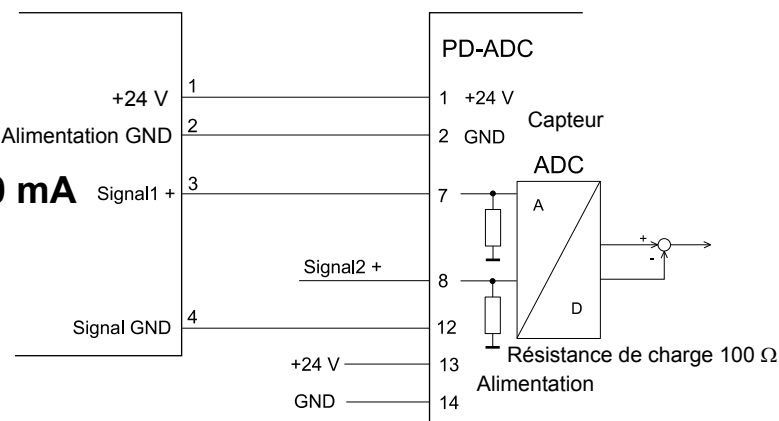 PD-ADC
+24 V 1 1 +24 V
Capteur
Alimentation GND 2 2 GND
ADC
mA Signal1 + 3 7 A
+
-
Signal2 + 8
D
Signal GND 4 12
Résistance de charge 100 Ω
+24 V 13
Alimentation
GND 14